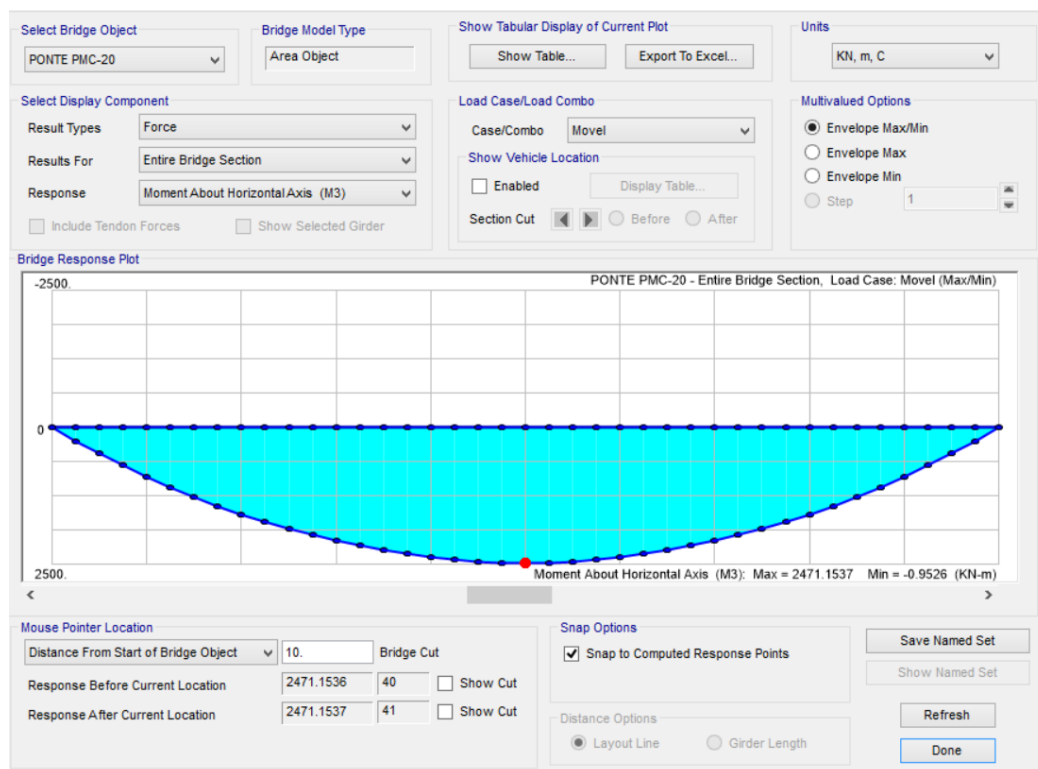 Select Bridge Object
PONTE PMC-20
Bridge Model Type
Area Object
Show Tabular Display of Current Plot
Show Table...
Export To Excel...
Units
KN, m, C
Select Display Component
Result Types
Force
Results For
Entire Bridge Section
Response
Moment About Horizontal Axis (M3)
Include Tendon Forces
Show Selected Girder
Load Case/Load Combo
Case/Combo
Movel
Show Vehicle Location
Enabled
Display Table...
Section Cut
Before
After
Multivalued Options
Envelope Max/Min
Envelope Max
Envelope Min
Step
1
Bridge Response Plot
-2500.
PONTE PMC-20 - Entire Bridge Section, Load Case: Movel (Max/Min)
0
2500.
Moment About Horizontal Axis (M3): Max = 2471.1537 Min = -0.9526 (KN-m)
Mouse Pointer Location
Distance From Start of Bridge Object
10.
Bridge Cut
Response Before Current Location
2471.1536
40
Show Cut
Response After Current Location
2471.1537
41
Show Cut
Snap Options
Snap to Computed Response Points
Distance Options
Layout Line
Girder Length
Save Named Set
Show Named Set
Refresh
Done